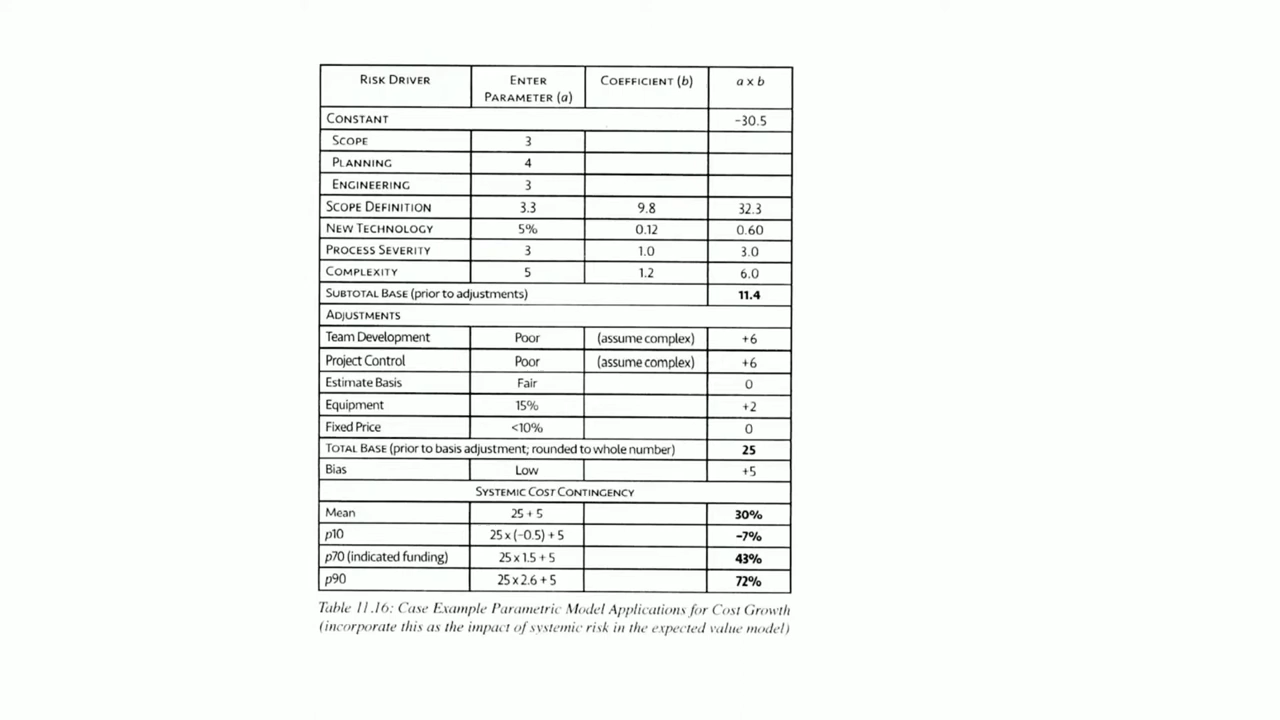 RISK DRIVER ENTER PARAMETER (a) COEFFICIENT (b) a x b
CONSTANT -30.5
SCOPE 3
PLANNING 4
ENGINEERING 3
SCOPE DEFINITION 3.3 9.8 32.3
NEW TECHNOLOGY 5% 0.12 0.60
PROCESS SEVERITY 3 1.0 3.0
COMPLEXITY 5 1.2 6.0
SUBTOTAL BASE (prior to adjustments) 11.4
ADJUSTMENTS
Team Development Poor (assume complex) +6
Project Control Poor (assume complex) +6
Estimate Basis Fair 0
Equipment 15% +2
Fixed Price <10% 0
TOTAL BASE (prior to basis adjustment; rounded to whole number) 25
Bias Low +5
SYSTEMIC COST CONTINGENCY
Mean 25 + 5 30%
p10 25 x (-0.5) + 5 -7%
p70 (indicated funding) 25 x 1.5 + 5 43%
p90 25 x 2.6 + 5 72%
Table 11.16: Case Example Parametric Model Applications for Cost Growth
(incorporate this as the impact of systemic risk in the expected value model)